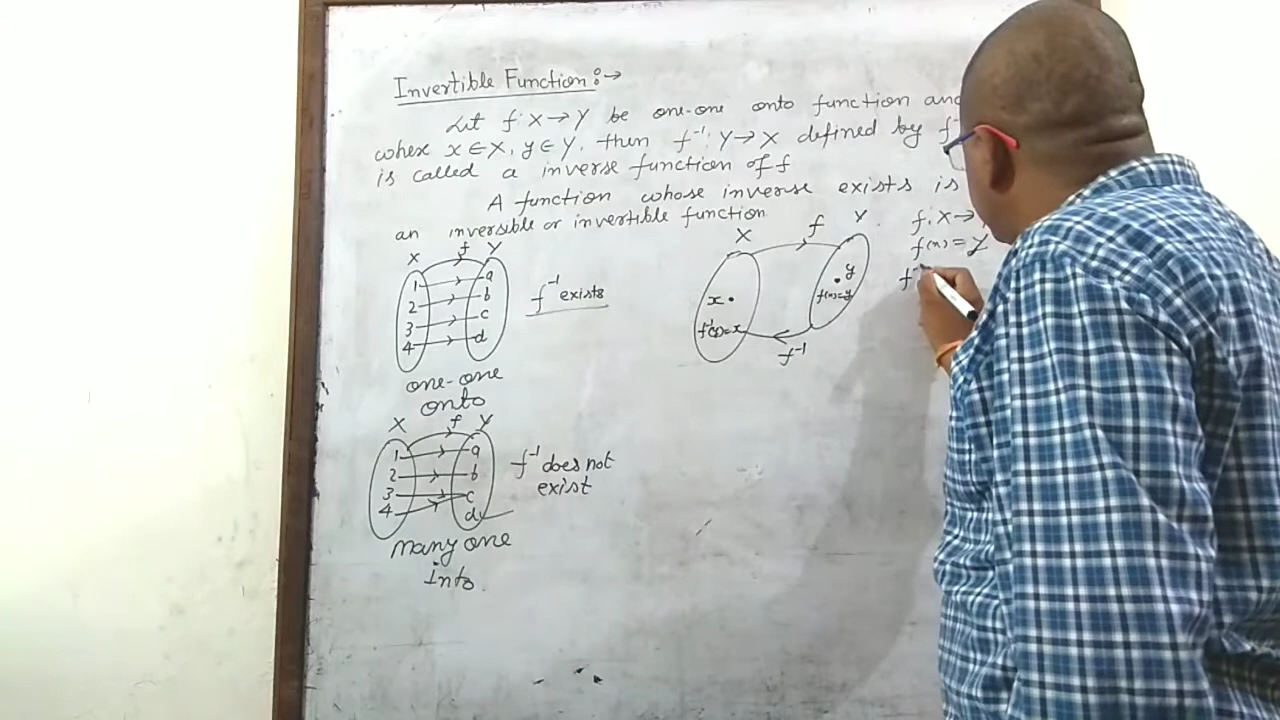 Invertible Function:→
Let f: X → Y be one-one onto function and
where x ∈ X, y ∈ Y. then f⁻¹: Y → X defined by f
is called a inverse function of f
A function whose inverse exists is
an inversible or invertible function.
X f Y
1 a
2 b
3 c
4 d
one-one
onto
f⁻¹ exists
X f Y
1 a
2 b
3 c
4 d
Many one
into.
f⁻¹ does not
exist
X f Y
x . . y
f(x)=y
f⁻¹(y)=x
f⁻¹
f: X →
f(x) = y
f⁻